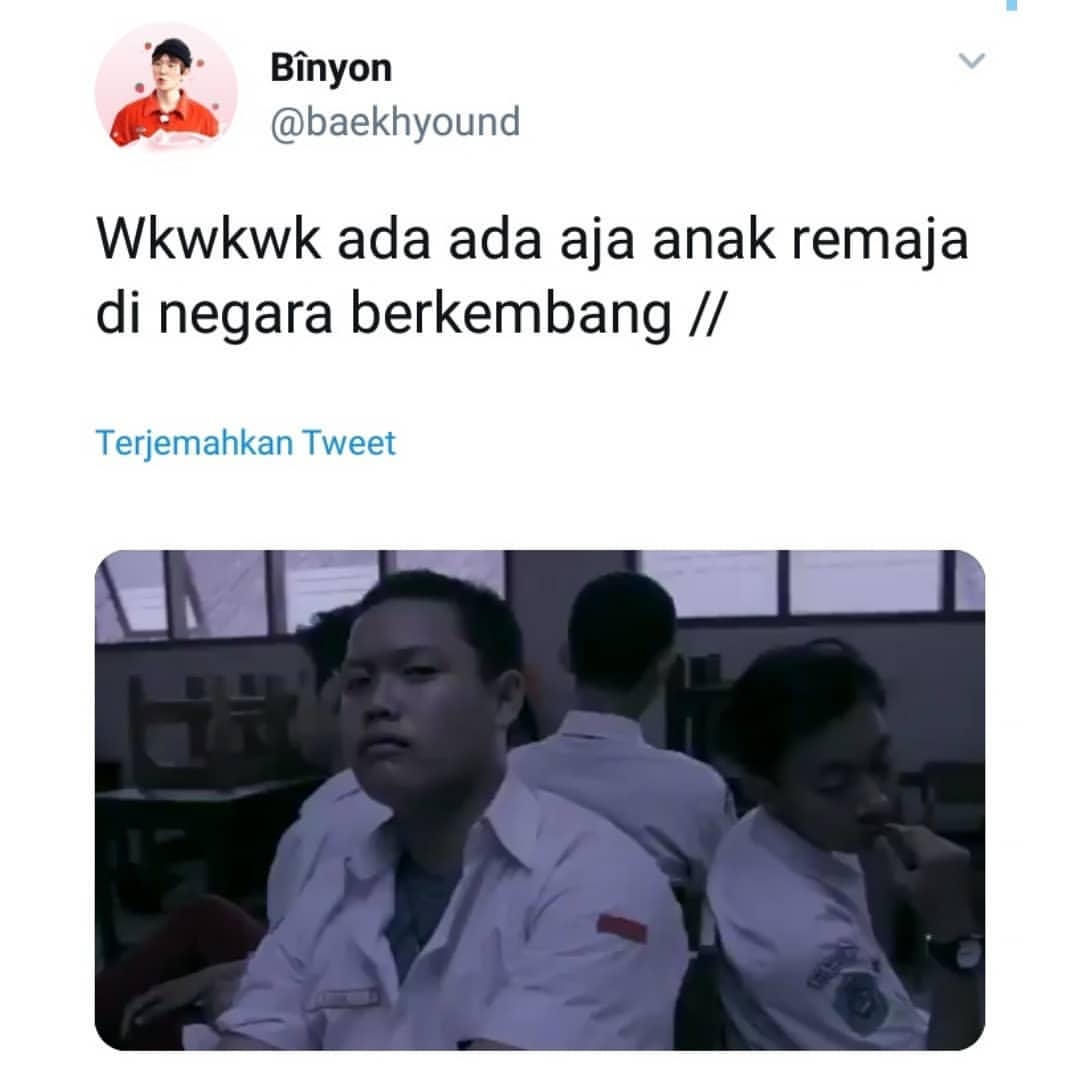 Bînyon
@baekhyound
Wkwkwk ada ada aja anak remaja
di negara berkembang //
Terjemahkan Tweet